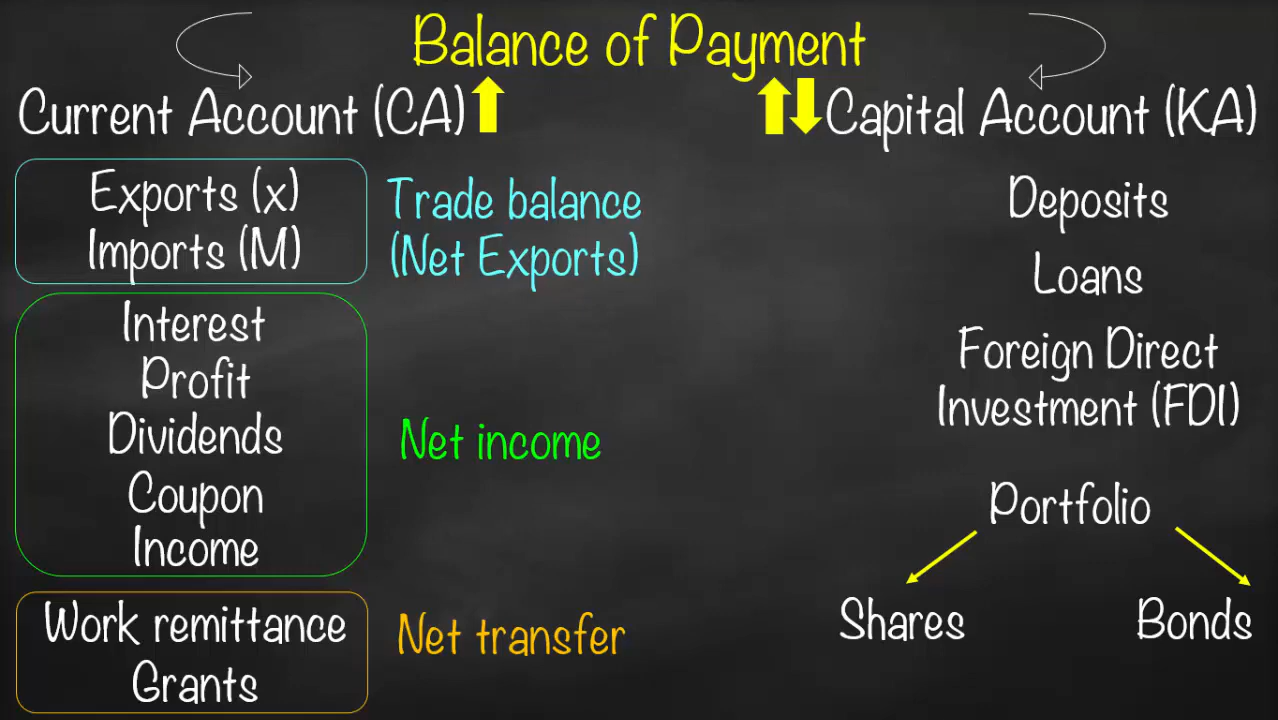 Balance of Payment
Current Account (CA)
Capital Account (KA)
Exports (x)
Imports (M)
Trade balance
(Net Exports)
Interest
Profit
Dividends
Coupon
Income
Net income
Work remittance
Grants
Net transfer
Deposits
Loans
Foreign Direct
Investment (FDI)
Portfolio
Shares
Bonds